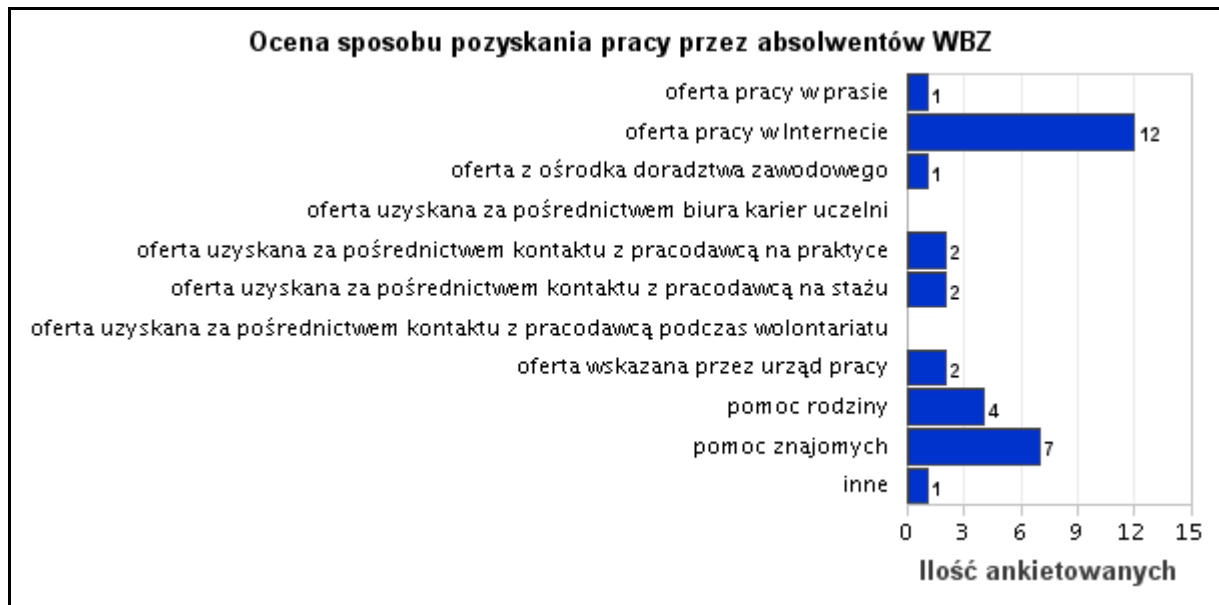 Ocena sposobu pozyskania pracy przez absolwentów WBZ
oferta pracy w prasie 1
oferta pracy w Internecie 12
oferta z ośrodka doradztwa zawodowego 1
oferta uzyskana za pośrednictwem biura karier uczelni
oferta uzyskana za pośrednictwem kontaktu z pracodawcą na praktyce 2
oferta uzyskana za pośrednictwem kontaktu z pracodawcą na stażu 2
oferta uzyskana za pośrednictwem kontaktu z pracodawcą podczas wolontariatu
oferta wskazana przez urząd pracy 2
pomoc rodziny 4
pomoc znajomych 7
inne 1
0 3 6 9 12 15
Ilość ankietowanych